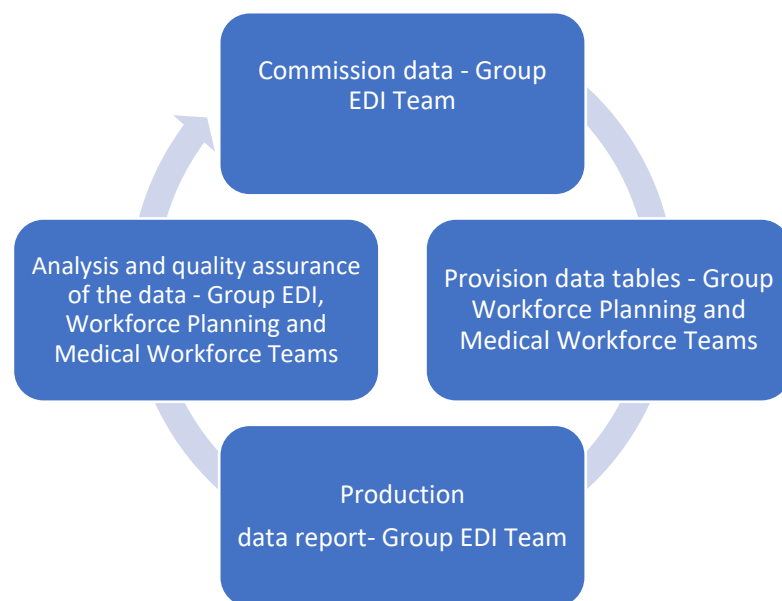 Commission data - Group
EDI Team
Provision data tables - Group
Workforce Planning and
Medical Workforce Teams
Production
data report- Group EDI Team
Analysis and quality assurance
of the data - Group EDI,
Workforce Planning and
Medical Workforce Teams